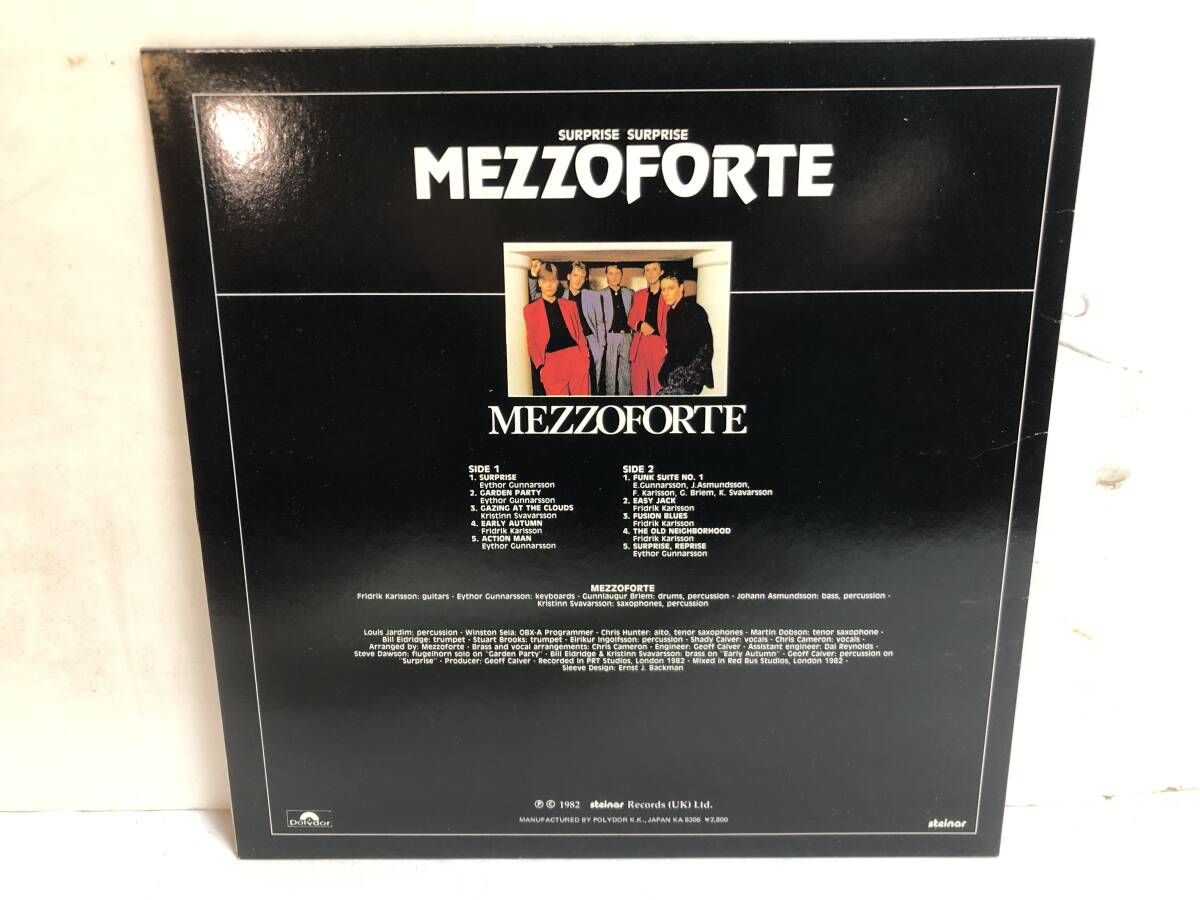 SURPRISE SURPRISE
MEZZOFORTE
MEZZOFORTE
SIDE 1
1. SURPRISE
Eythor Gunnarsson
2. GARDEN PARTY
Eythor Gunnarsson
3. GAZING AT THE CLOUDS
Kristinn Svavarsson
4. EARLY AUTUMN
Fridrik Karlsson
5. ACTION MAN
Eythor Gunnarsson
SIDE 2
1. FUNK SUITE NO. 1
E.Gunnarsson, J.Asmundsson,
F. Karlsson, G. Briem, K. Svavarsson
2. EASY JACK
Fridrik Karlsson
3. FUSION BLUES
Fridrik Karlsson
4. THE OLD NEIGHBORHOOD
Fridrik Karlsson
5. SURPRISE, REPRISE
Eythor Gunnarsson
MEZZOFORTE
Fridrik Karlsson: guitars - Eythor Gunnarsson: keyboards - Gunnlaugur Briem: drums, percussion - Johann Asmundsson: bass, percussion -
Kristinn Svavarsson: saxophones, percussion
Louis Jardim: percussion - Winston Sela: OBX-A Programmer - Chris Hunter: alto, tenor saxophones - Martin Dobson: tenor saxophone -
Bill Eldridge: trumpet - Stuart Brooks: trumpet - Eirikur Ingolfsson: percussion - Shady Calver: vocals - Chris Cameron: vocals -
Arranged by: Mezzoforte - Brass and vocal arrangements: Chris Cameron - Engineer: Geoff Calver - Assistant engineer: Dai Reynolds -
Steve Dawson: flugelhorn solo on "Garden Party" - Bill Eldridge & Kristinn Svavarsson: brass on "Early Autumn" - Geoff Calver: percussion on
"Surprise" - Producer: Geoff Calver - Recorded in PRT Studios, London 1982 - Mixed in Red Bus Studios, London 1982 -
Sleeve Design: Ernst J. Backman
℗ © 1982 steinar Records (UK) Ltd.
MANUFACTURED BY POLYDOR K.K., JAPAN KA 8306 ¥2,800
Polydor
steinar